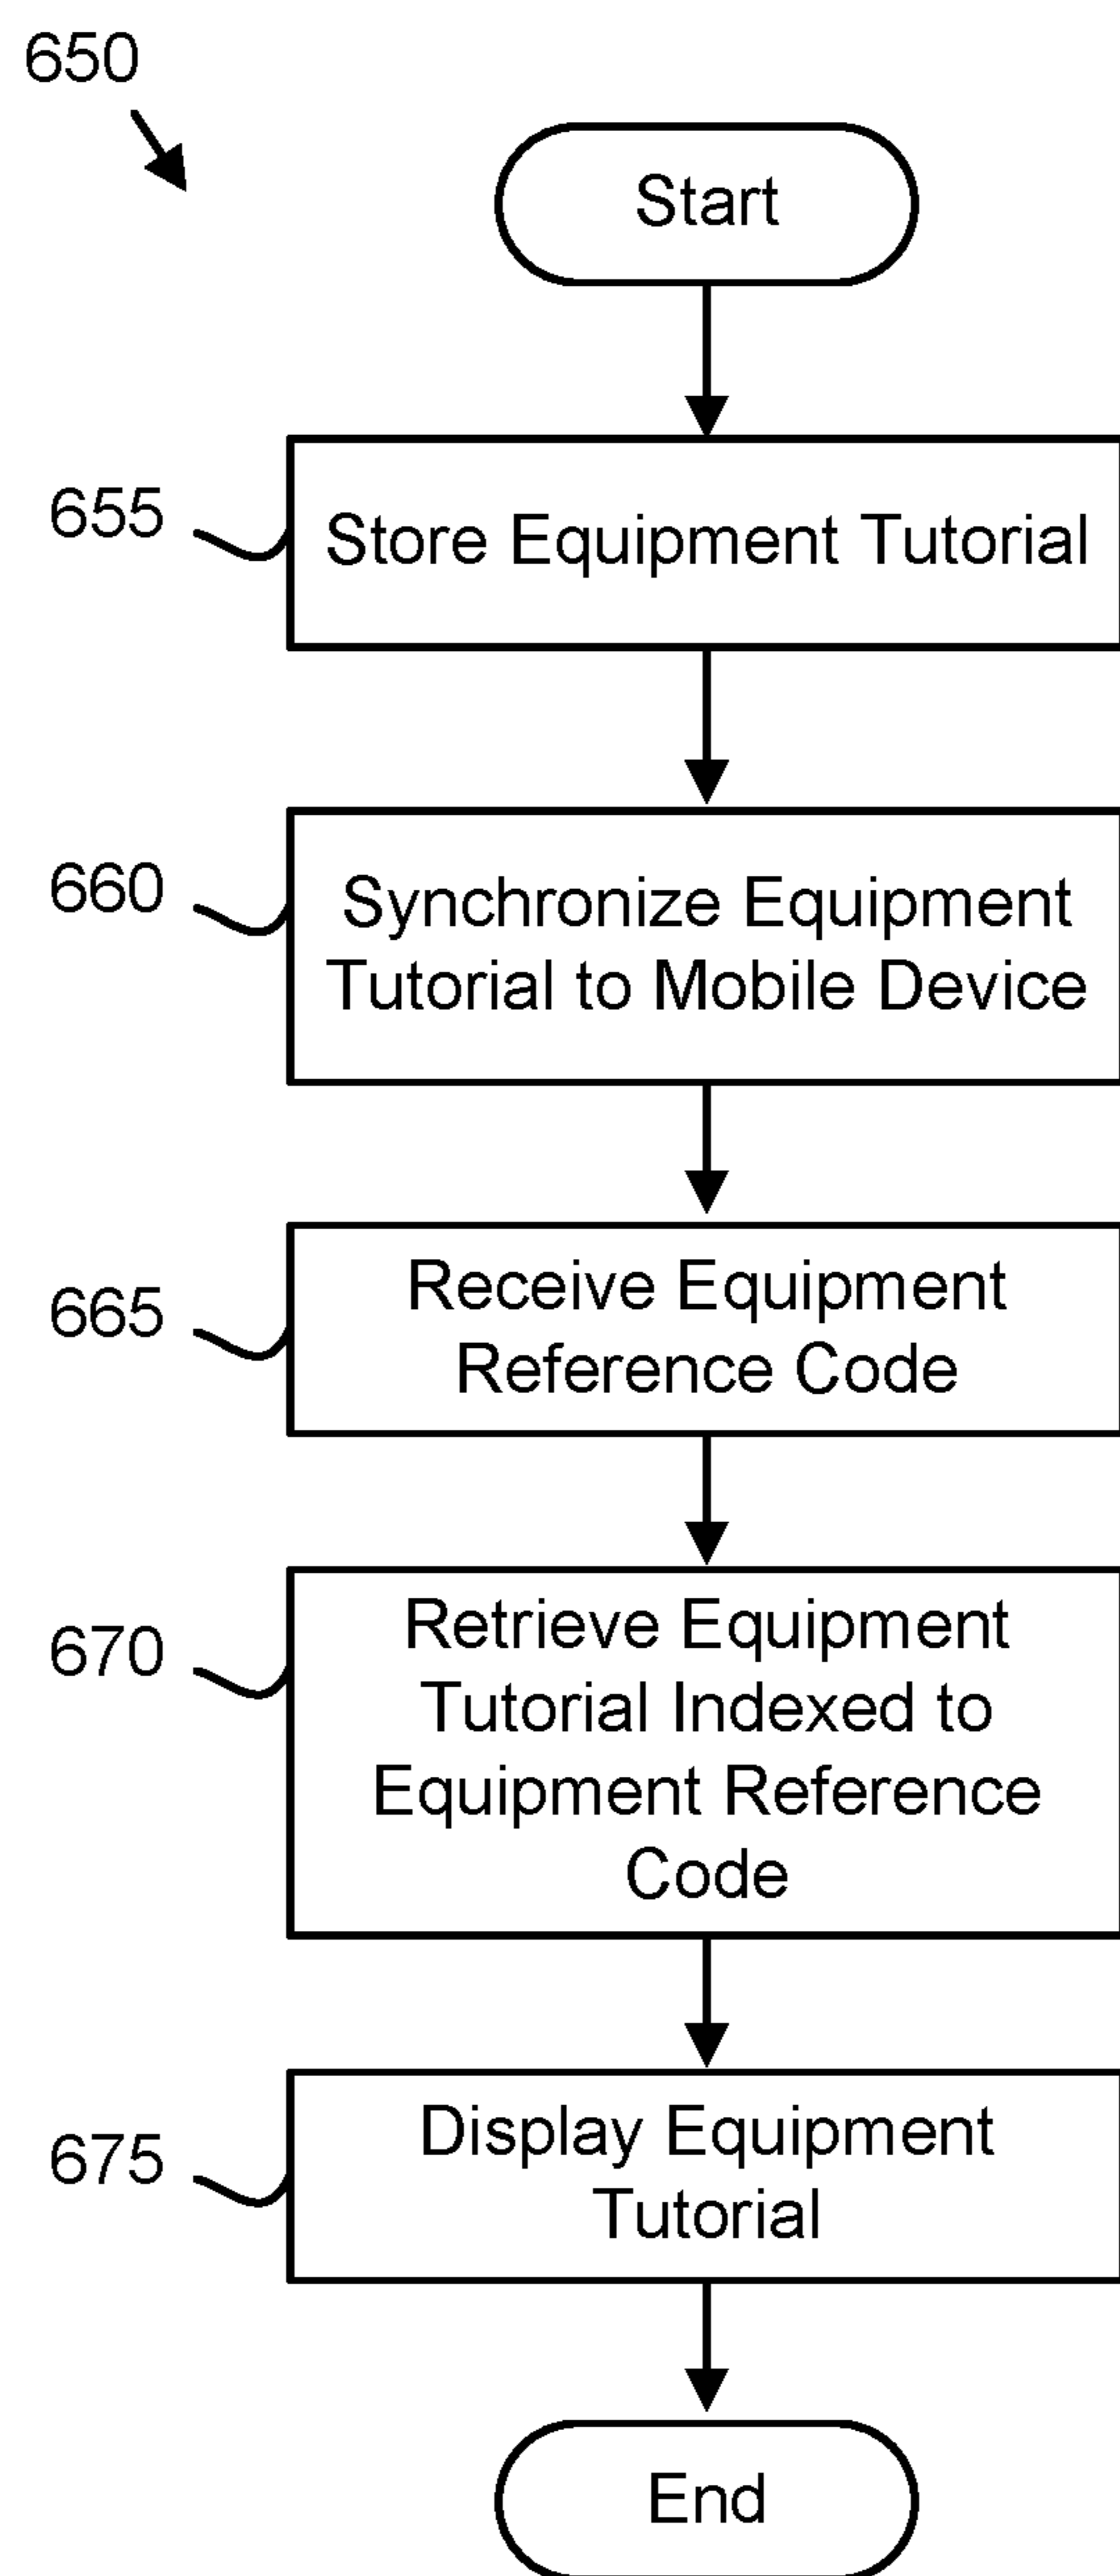 650
Start
655
Store Equipment Tutorial
660
Synchronize Equipment
Tutorial to Mobile Device
665
Receive Equipment
Reference Code
670
Retrieve Equipment
Tutorial Indexed to
Equipment Reference
Code
675
Display Equipment
Tutorial
End